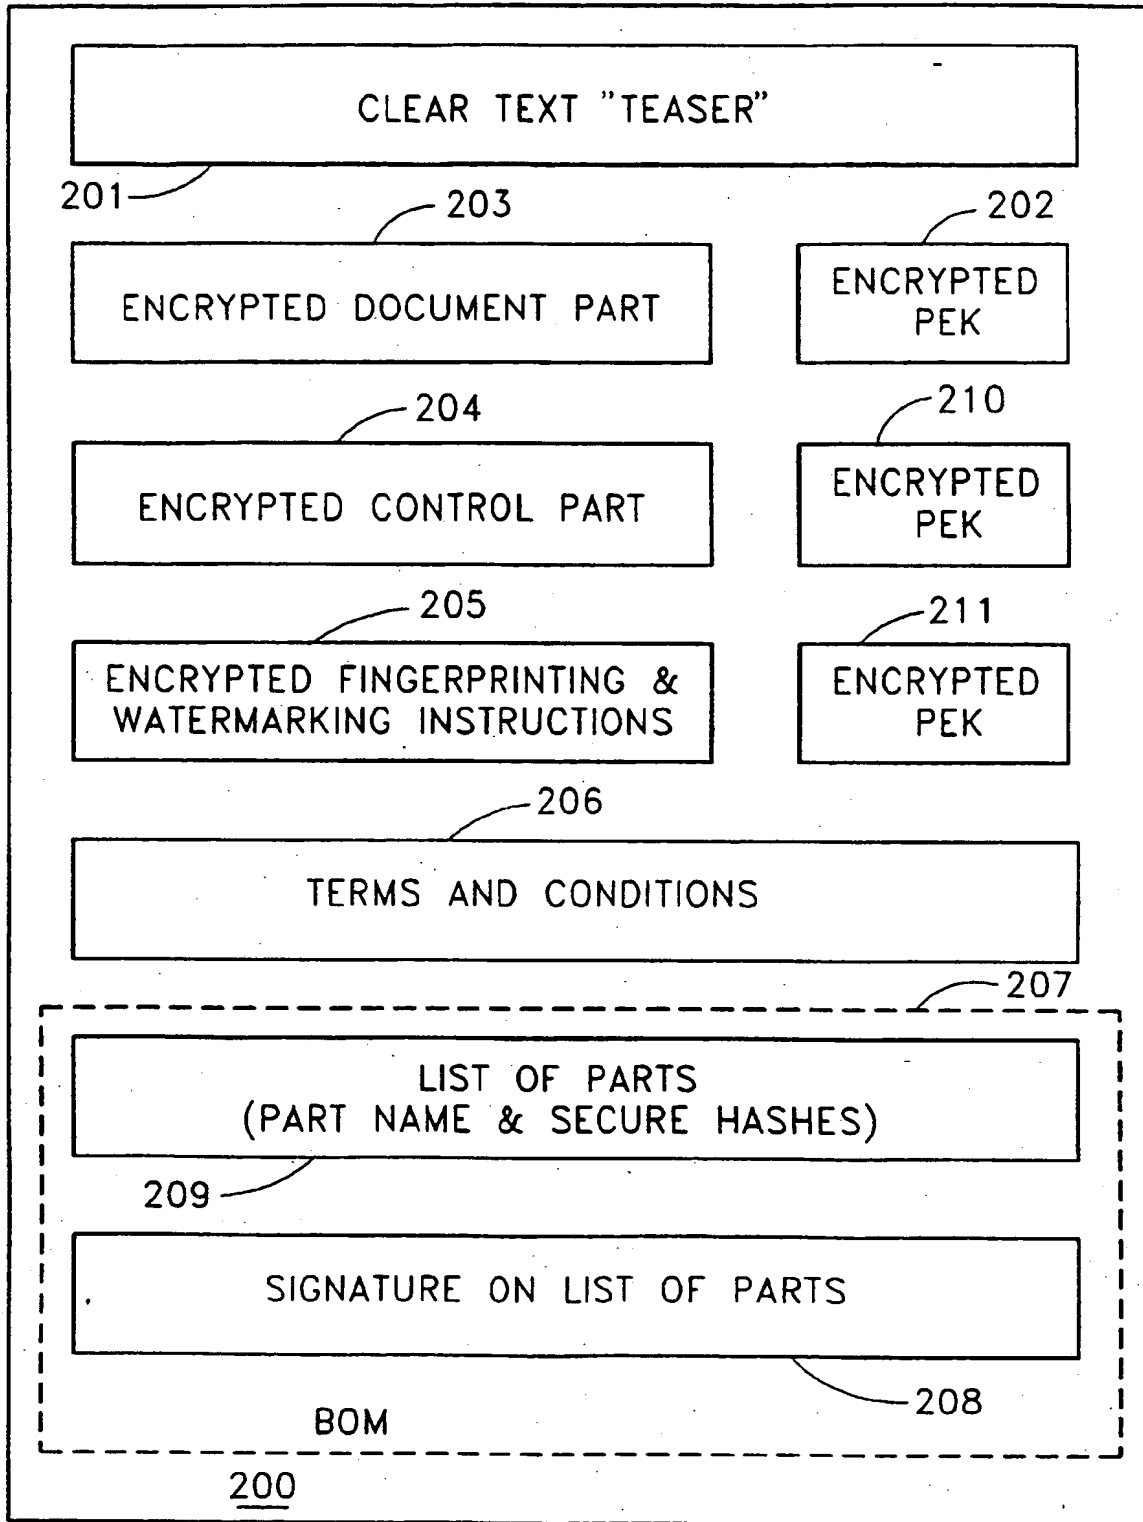 CLEAR TEXT "TEASER"
201
203
202
ENCRYPTED DOCUMENT PART
ENCRYPTED
PEK
204
210
ENCRYPTED CONTROL PART
ENCRYPTED
PEK
205
211
ENCRYPTED FINGERPRINTING &
WATERMARKING INSTRUCTIONS
ENCRYPTED
PEK
206
TERMS AND CONDITIONS
207
LIST OF PARTS
(PART NAME & SECURE HASHES)
209
SIGNATURE ON LIST OF PARTS
208
BOM
200